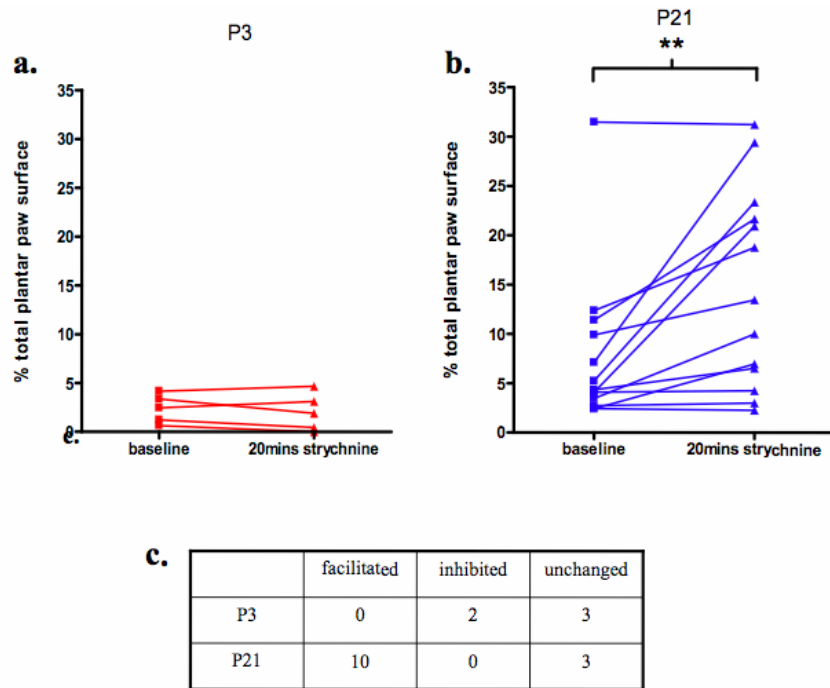 P3
P21
a.
b.
**
% total plantar paw surface
35
30
25
20
15
10
5
0
e.
baseline 20mins strychnine
% total plantar paw surface
35
30
25
20
15
10
5
0
baseline 20mins strychnine
c.
facilitated inhibited unchanged
P3 0 2 3
P21 10 0 3